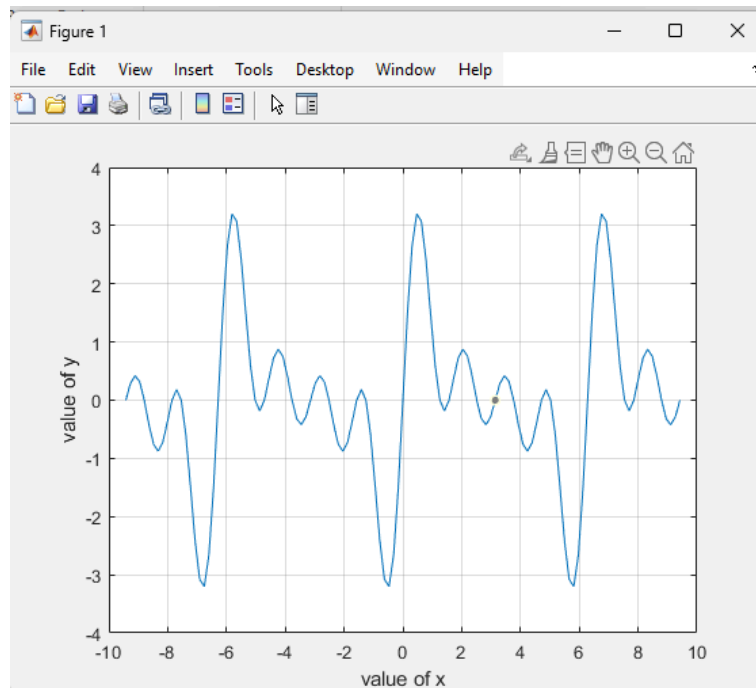 Figure 1
File Edit View Insert Tools Desktop Window Help
4
3
2
1
0
-1
-2
-3
-4
value of y
-10 -8 -6 -4 -2 0 2 4 6 8 10
value of x